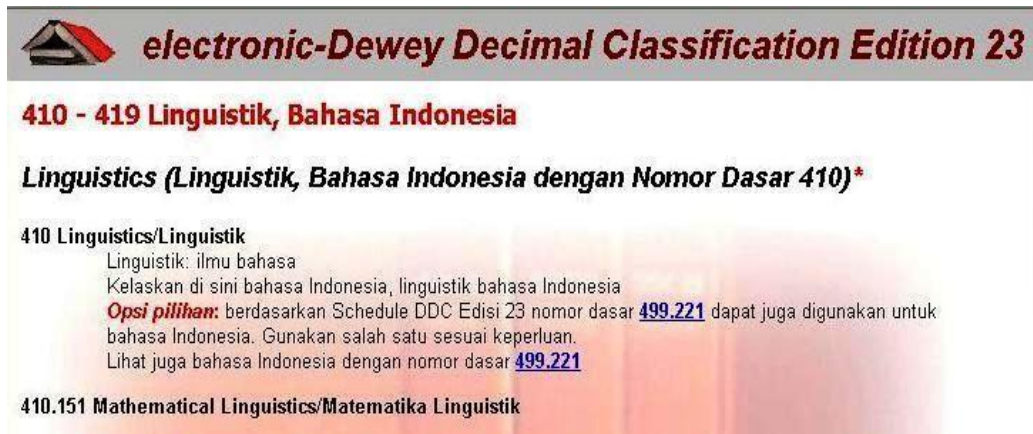 electronic-Dewey Decimal Classification Edition 23
410 - 419 Linguistik, Bahasa Indonesia
Linguistics (Linguistik, Bahasa Indonesia dengan Nomor Dasar 410)*
410 Linguistics/Linguistik
Linguistik: ilmu bahasa
Kelaskan di sini bahasa Indonesia, linguistik bahasa Indonesia
Opsi pilihan: berdasarkan Schedule DDC Edisi 23 nomor dasar 499.221 dapat juga digunakan untuk
bahasa Indonesia. Gunakan salah satu sesuai keperluan.
Lihat juga bahasa Indonesia dengan nomor dasar 499.221
410.151 Mathematical Linguistics/Matematika Linguistik